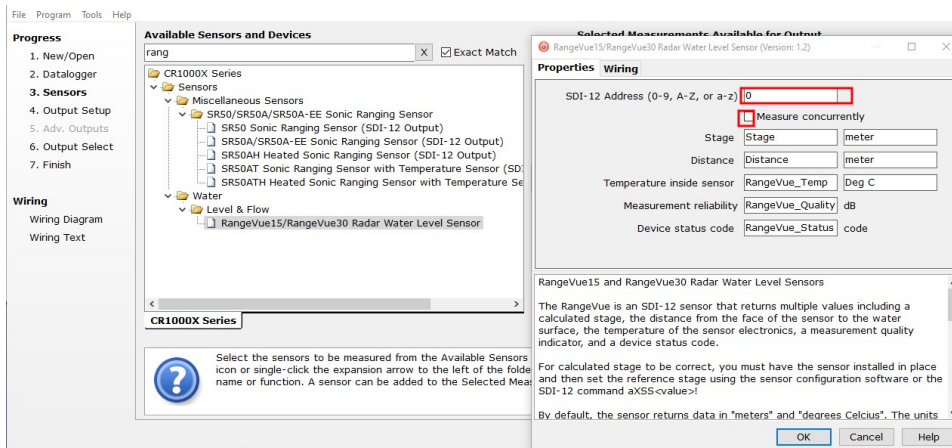 File Program Tools Help
Progress
1. New/Open
2. Datalogger
3. Sensors
4. Output Setup
5. Adv. Outputs
6. Output Select
7. Finish
Wiring
Wiring Diagram
Wiring Text
Available Sensors and Devices
rang X Exact Match
CR1000X Series
Sensors
Miscellaneous Sensors
SR50/SR50A/SR50A-EE Sonic Ranging Sensor
SR50 Sonic Ranging Sensor (SDI-12 Output)
SR50A/SR50A-EE Sonic Ranging Sensor (SDI-12 Output)
SR50AH Heated Sonic Ranging Sensor (SDI-12 Output)
SR50AT Sonic Ranging Sensor with Temperature Sensor (SDI
SR50ATH Heated Sonic Ranging Sensor with Temperature Se
Water
Level & Flow
RangeVue15/RangeVue30 Radar Water Level Sensor
CR1000X Series
Select the sensors to be measured from the Available Sensors
icon or single-click the expansion arrow to the left of the folde
name or function. A sensor can be added to the Selected Meas
Selected Measurements Available for Output
RangeVue15/RangeVue30 Radar Water Level Sensor (Version: 1.2)
Properties Wiring
SDI-12 Address (0-9, A-Z, or a-z) 0
Measure concurrently
Stage Stage meter
Distance Distance meter
Temperature inside sensor RangeVue_Temp Deg C
Measurement reliability RangeVue_Quality dB
Device status code RangeVue_Status code
RangeVue15 and RangeVue30 Radar Water Level Sensors
The RangeVue is an SDI-12 sensor that returns multiple values including a
calculated stage, the distance from the face of the sensor to the water
surface, the temperature of the sensor electronics, a measurement quality
indicator, and a device status code.
For calculated stage to be correct, you must have the sensor installed in place
and then set the reference stage using the sensor configuration software or the
SDI-12 command aXSS<value>!
By default, the sensor returns data in "meters" and "degrees Celcius". The units
OK Cancel Help